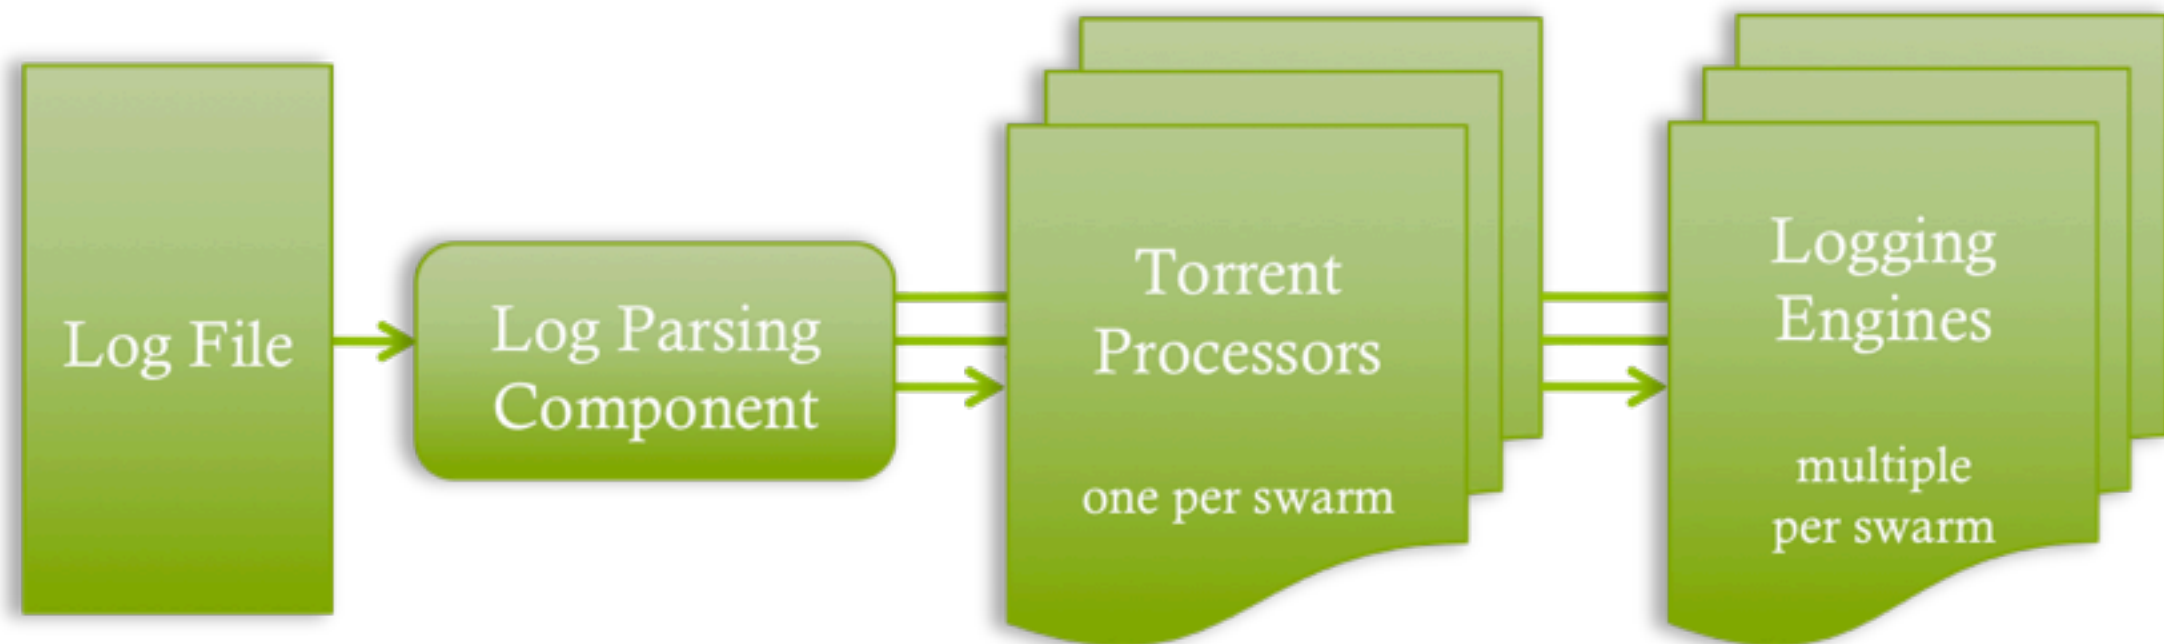 Log File
Log Parsing
Component
Torrent
Processors
one per swarm
Logging
Engines
multiple
per swarm